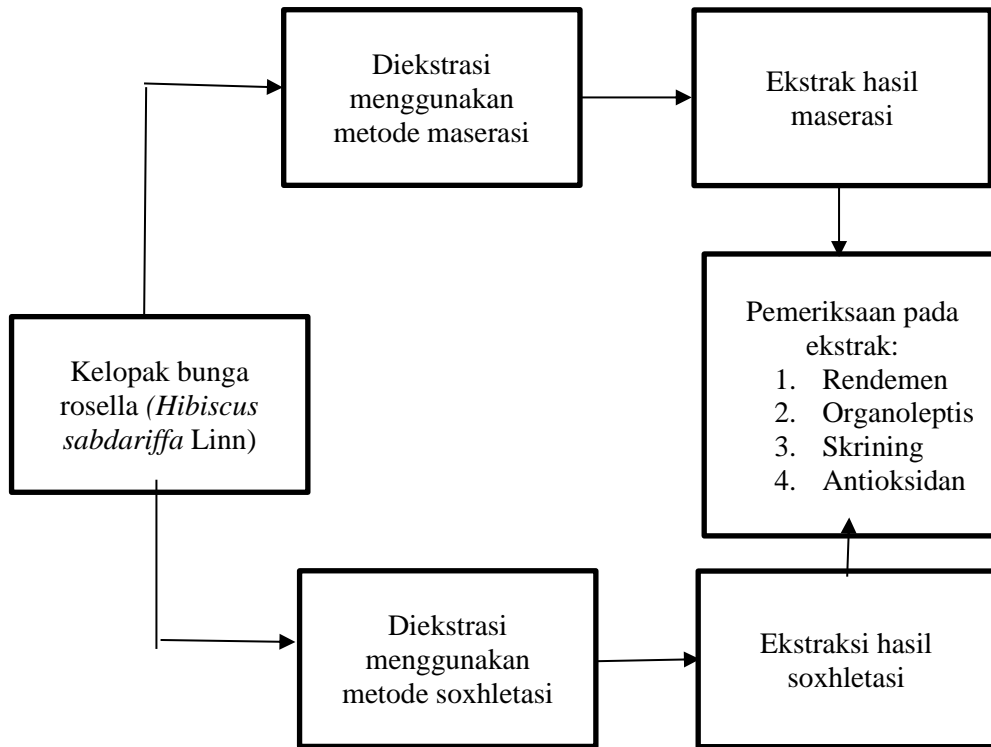 Diekstrasi
menggunakan
metode maserasi
Ekstrak hasil
maserasi
Kelopak bunga
rosella (Hibiscus
sabdariffa Linn)
Pemeriksaan pada
ekstrak:
1. Rendemen
2. Organoleptis
3. Skrining
4. Antioksidan
Diekstrasi
menggunakan
metode soxhletasi
Ekstraksi hasil
soxhletasi